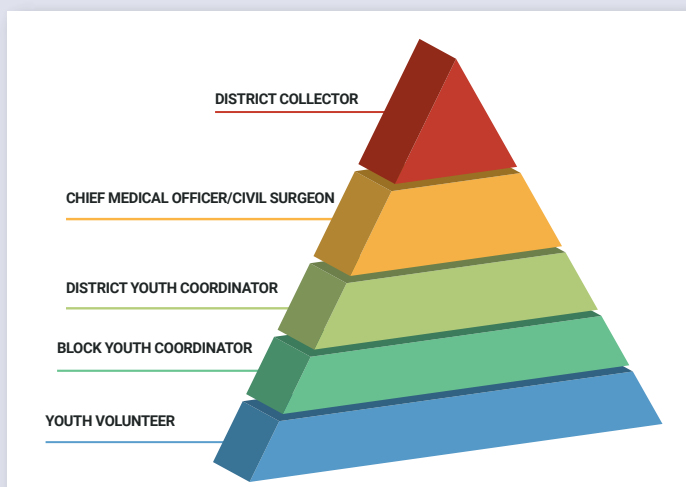 DISTRICT COLLECTOR
CHIEF MEDICAL OFFICER/CIVIL SURGEON
DISTRICT YOUTH COORDINATOR
BLOCK YOUTH COORDINATOR
YOUTH VOLUNTEER